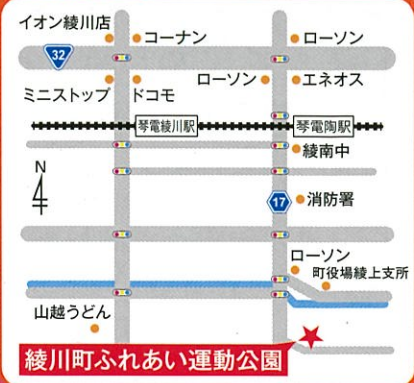 イオン綾川店
コーナン
ローソン
32
ミニストップ
ドコモ
ローソン
エネオス
琴電綾川駅
琴電陶駅
綾南中
N
17
消防署
ローソン
町役場綾上支所
山越うどん
綾川町ふれあい運動公園